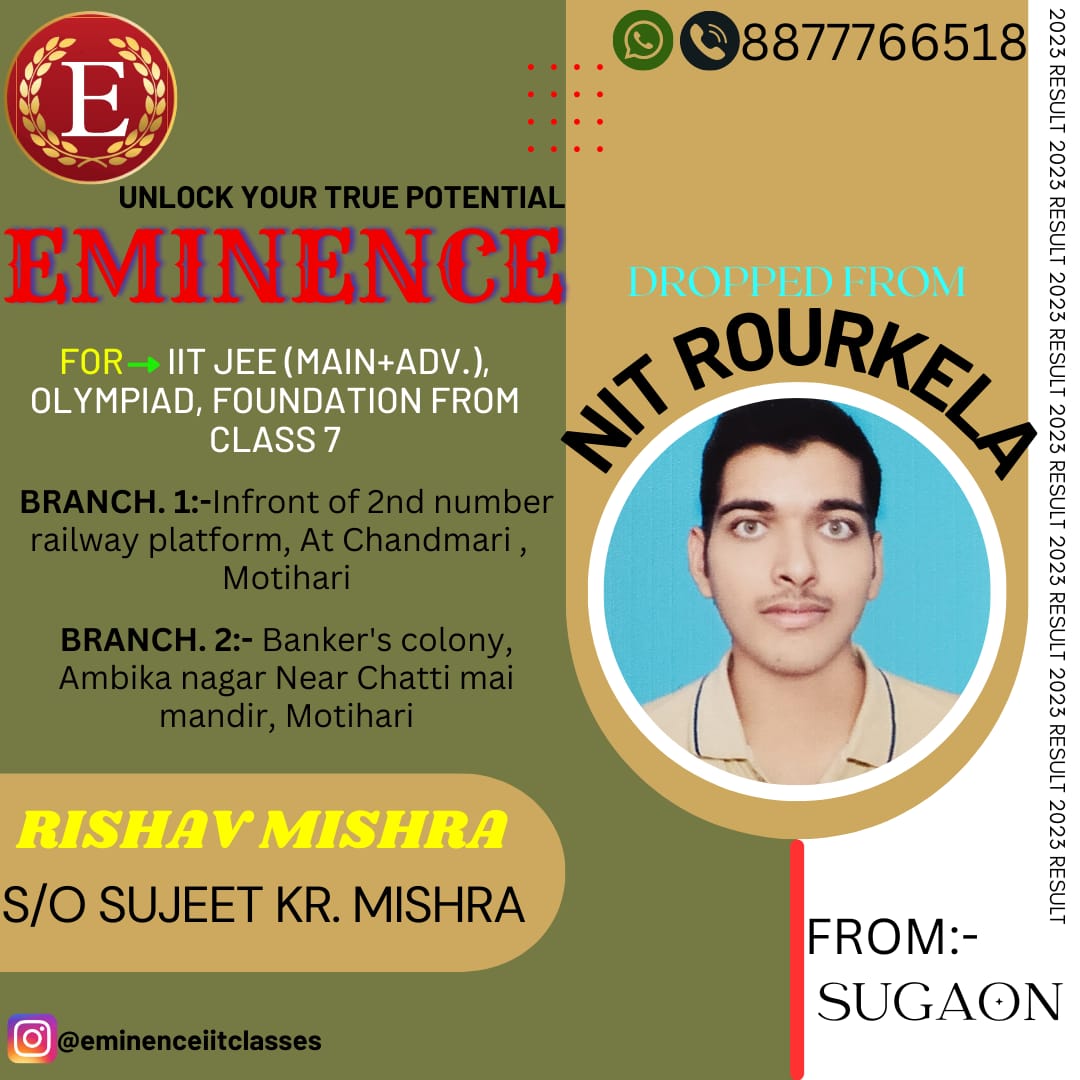 E
8877766518
UNLOCK YOUR TRUE POTENTIAL
EMINENCE
FOR→ IIT JEE (MAIN+ADV.),
OLYMPIAD, FOUNDATION FROM
CLASS 7
BRANCH. 1:-Infront of 2nd number
railway platform, At Chandmari ,
Motihari
BRANCH. 2:- Banker's colony,
Ambika nagar Near Chatti mai
mandir, Motihari
RISHAV MISHRA
S/O SUJEET KR. MISHRA
@eminenceiitclasses
DROPPED FROM
NIT ROURKELA
FROM:-
SUGAON
2023 RESULT 2023 RESULT 2023 RESULT 2023 RESULT 2023 RESULT 2023 RESULT 2023 RESULT